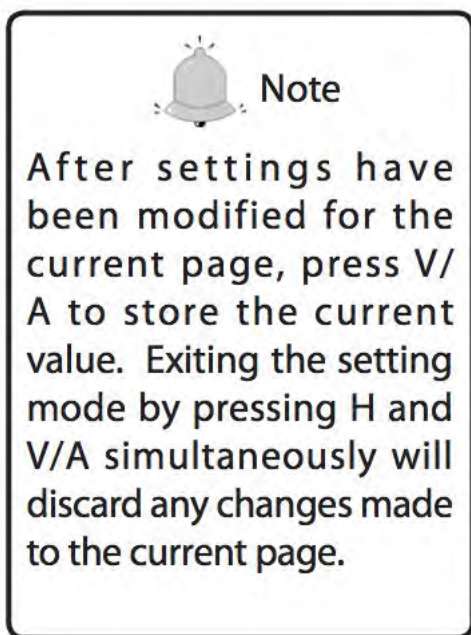 Note
After settings have
been modified for the
current page, press V/
A to store the current
value. Exiting the setting
mode by pressing H and
V/A simultaneously will
discard any changes made
to the current page.